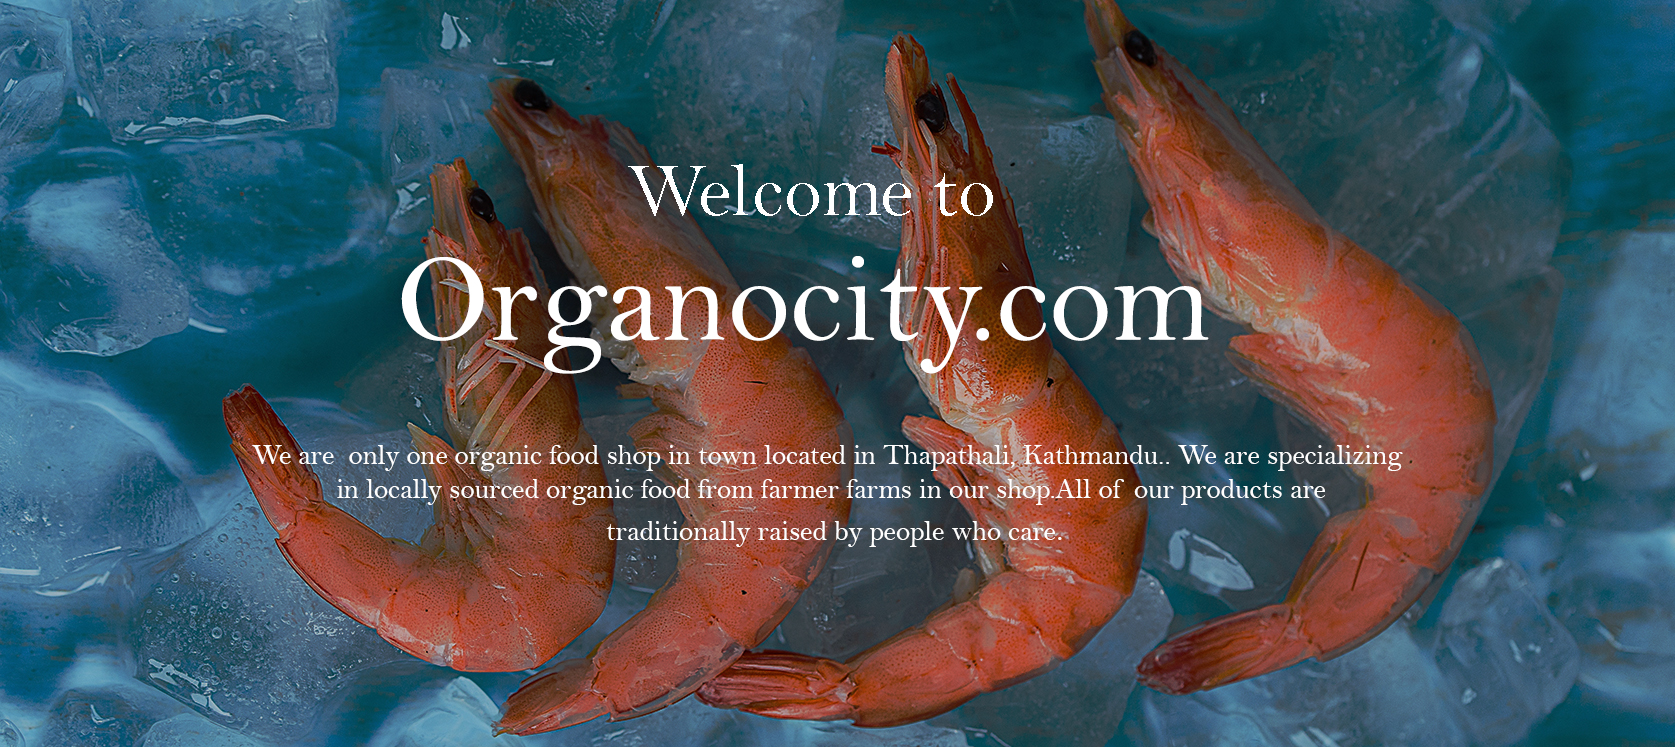 Welcome to
Organocity.com
We are  only one organic food shop in town located in Thapathali, Kathmandu.. We are specializing
in locally sourced organic food from farmer farms in our shop.All of  our products are
traditionally raised by people who care.